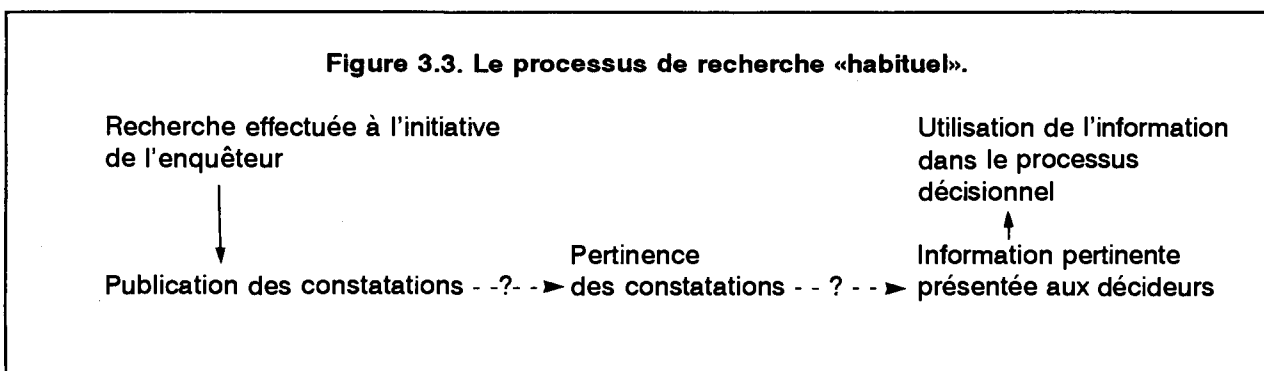 Figure 3.3. Le processus de recherche «habituel».
Recherche effectuée à l'initiative
de l'enquêteur
Utilisation de l'information
dans le processus
décisionnel
Publication des constatations - -?- -
Pertinence
des constatations - - ? - -
Information pertinente
présentée aux décideurs